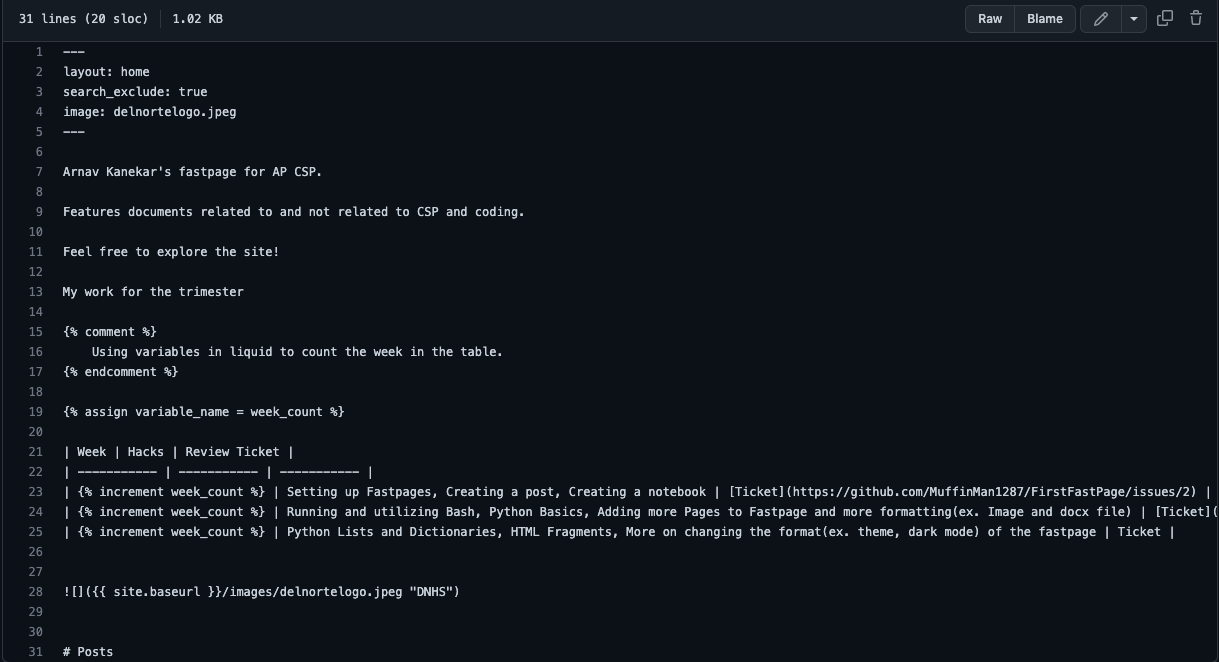 31 lines (20 sloc) 1.02 KB Raw Blame
1 ---
2 layout: home
3 search_exclude: true
4 image: delnortelogo.jpeg
5 ---
6
7 Arnav Kanekar's fastpage for AP CSP.
8
9 Features documents related to and not related to CSP and coding.
10
11 Feel free to explore the site!
12
13 My work for the trimester
14
15 {% comment %}
16 Using variables in liquid to count the week in the table.
17 {% endcomment %}
18
19 {% assign variable_name = week_count %}
20
21 | Week | Hacks | Review Ticket |
22 | ----------- | ----------- | ----------- |
23 | {% increment week_count %} | Setting up Fastpages, Creating a post, Creating a notebook | [Ticket](https://github.com/MuffinMan1287/FirstFastPage/issues/2) |
24 | {% increment week_count %} | Running and utilizing Bash, Python Basics, Adding more Pages to Fastpage and more formatting(ex. Image and docx file) | [Ticket](
25 | {% increment week_count %} | Python Lists and Dictionaries, HTML Fragments, More on changing the format(ex. theme, dark mode) of the fastpage | Ticket |
26
27
28 ![]({{ site.baseurl }}/images/delnortelogo.jpeg "DNHS")
29
30
31 # Posts